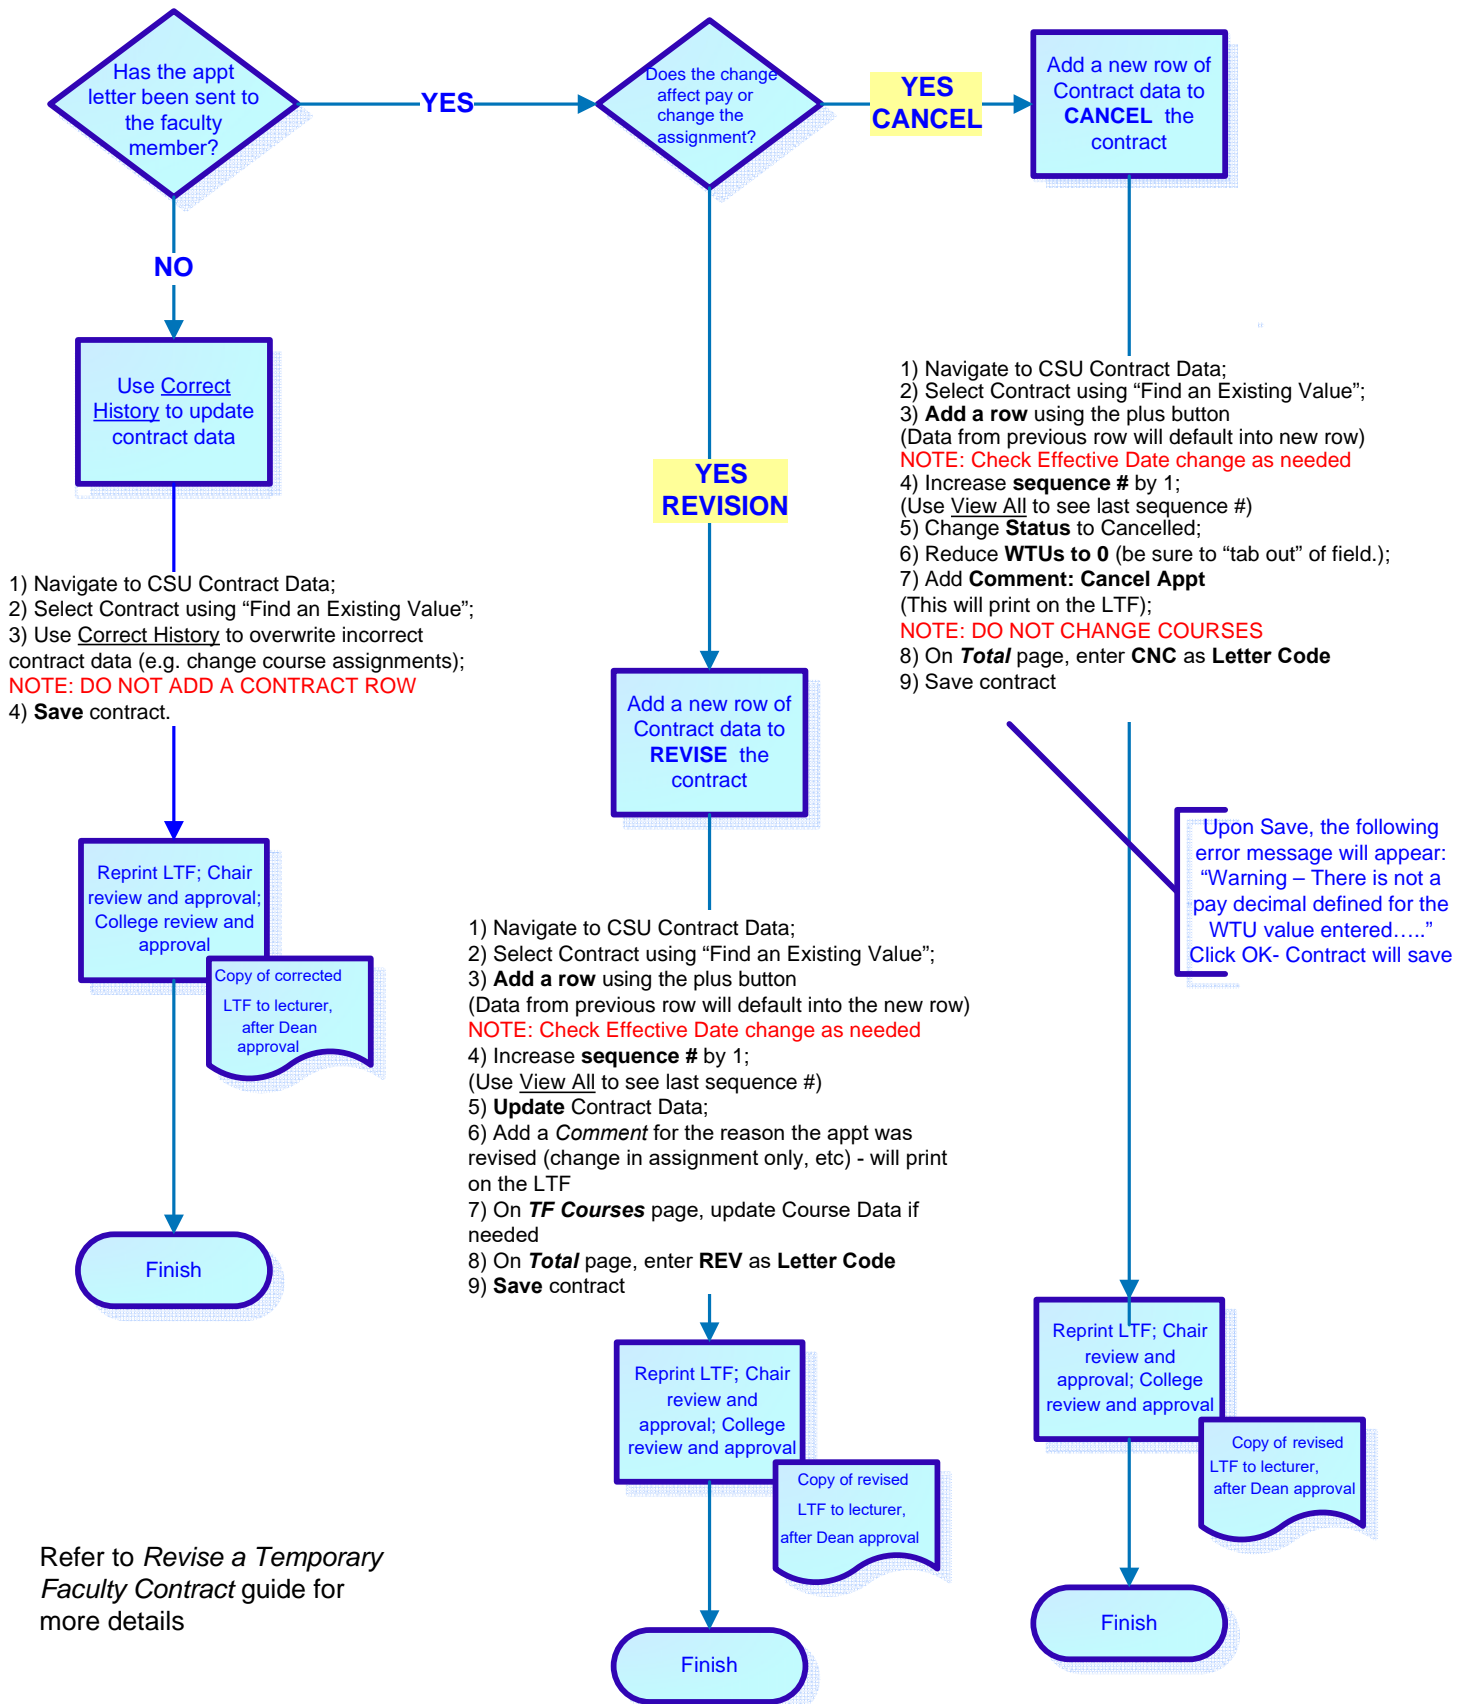 Has the appt
letter been sent to
the faculty
member?
YES
Does the change
affect pay or
change the
assignment?
YES
CANCEL
Add a new row of
Contract data to
CANCEL the
contract
NO
Use Correct
History to update
contract data
1) Navigate to CSU Contract Data;
2) Select Contract using “Find an Existing Value”;
3) Use Correct History to overwrite incorrect
contract data (e.g. change course assignments);
NOTE: DO NOT ADD A CONTRACT ROW
4) Save contract.
Reprint LTF; Chair
review and approval;
College review and
approval
Copy of corrected
LTF to lecturer,
after Dean
approval
Finish
YES
REVISION
Add a new row of
Contract data to
REVISE the
contract
1) Navigate to CSU Contract Data;
2) Select Contract using “Find an Existing Value”;
3) Add a row using the plus button
(Data from previous row will default into the new row)
NOTE: Check Effective Date change as needed
4) Increase sequence # by 1;
(Use View All to see last sequence #)
5) Update Contract Data;
6) Add a Comment for the reason the appt was
revised (change in assignment only, etc) - will print
on the LTF
7) On TF Courses page, update Course Data if
needed
8) On Total page, enter REV as Letter Code
9) Save contract
Reprint LTF; Chair
review and
approval; College
review and approval
Copy of revised
LTF to lecturer,
after Dean approval
Finish
"
1) Navigate to CSU Contract Data;
2) Select Contract using “Find an Existing Value”;
3) Add a row using the plus button
(Data from previous row will default into new row)
NOTE: Check Effective Date change as needed
4) Increase sequence # by 1;
(Use View All to see last sequence #)
5) Change Status to Cancelled;
6) Reduce WTUs to 0 (be sure to “tab out” of field.);
7) Add Comment: Cancel Appt
(This will print on the LTF);
NOTE: DO NOT CHANGE COURSES
8) On Total page, enter CNC as Letter Code
9) Save contract
Upon Save, the following
error message will appear:
“Warning – There is not a
pay decimal defined for the
WTU value entered…..”
Click OK- Contract will save
Reprint LTF; Chair
review and
approval; College
review and approval
Copy of revised
LTF to lecturer,
after Dean approval
Finish
Refer to Revise a Temporary
Faculty Contract guide for
more details